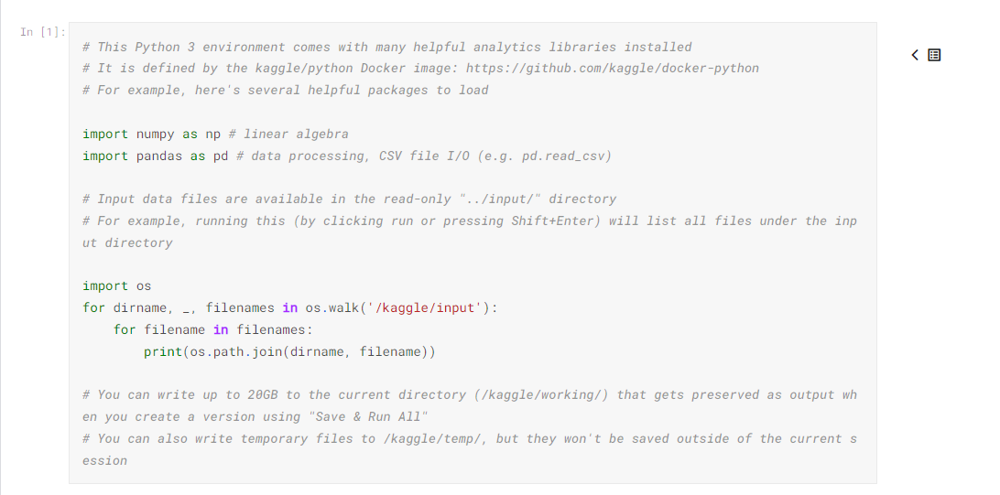 In [1]:
# This Python 3 environment comes with many helpful analytics libraries installed
# It is defined by the kaggle/python Docker image: https://github.com/kaggle/docker-python
# For example, here's several helpful packages to load

import numpy as np # linear algebra
import pandas as pd # data processing, CSV file I/O (e.g. pd.read_csv)

# Input data files are available in the read-only "../input/" directory
# For example, running this (by clicking run or pressing Shift+Enter) will list all files under the inp
ut directory

import os
for dirname, _, filenames in os.walk('/kaggle/input'):
    for filename in filenames:
        print(os.path.join(dirname, filename))

# You can write up to 20GB to the current directory (/kaggle/working/) that gets preserved as output wh
en you create a version using "Save & Run All"
# You can also write temporary files to /kaggle/temp/, but they won't be saved outside of the current s
ession